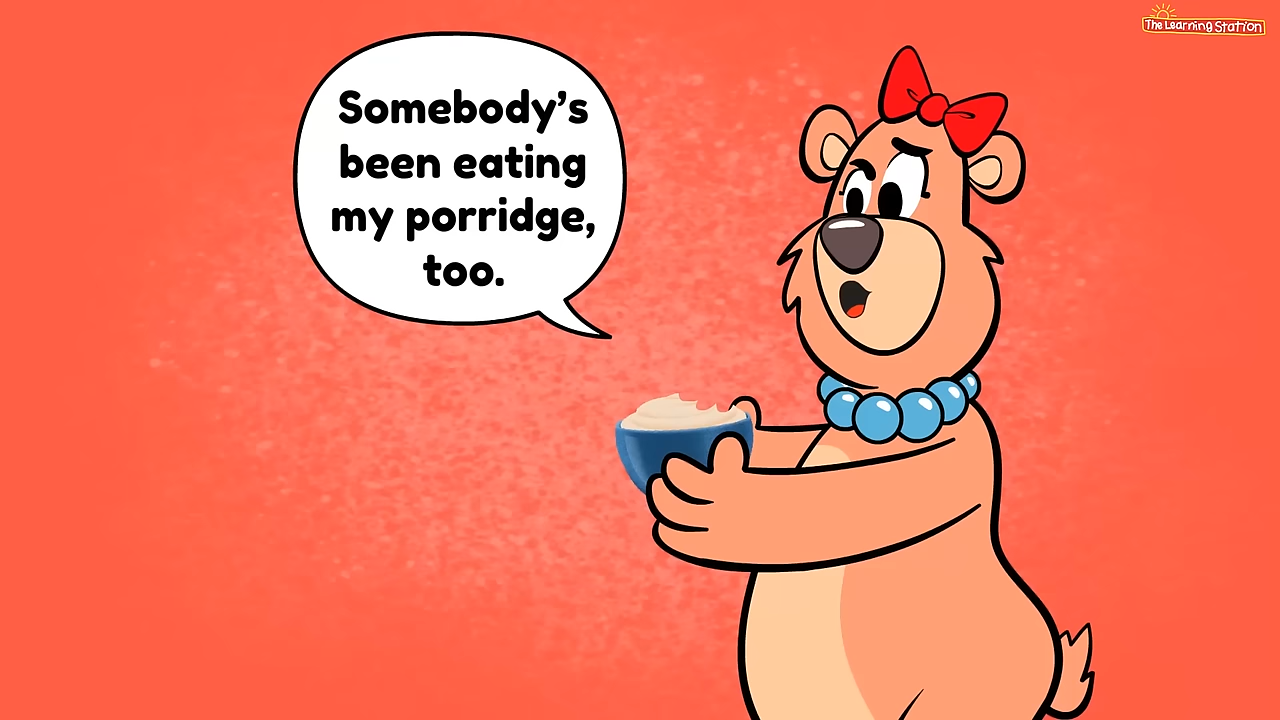 The Learning Station
Somebody's
been eating
my porridge,
too.